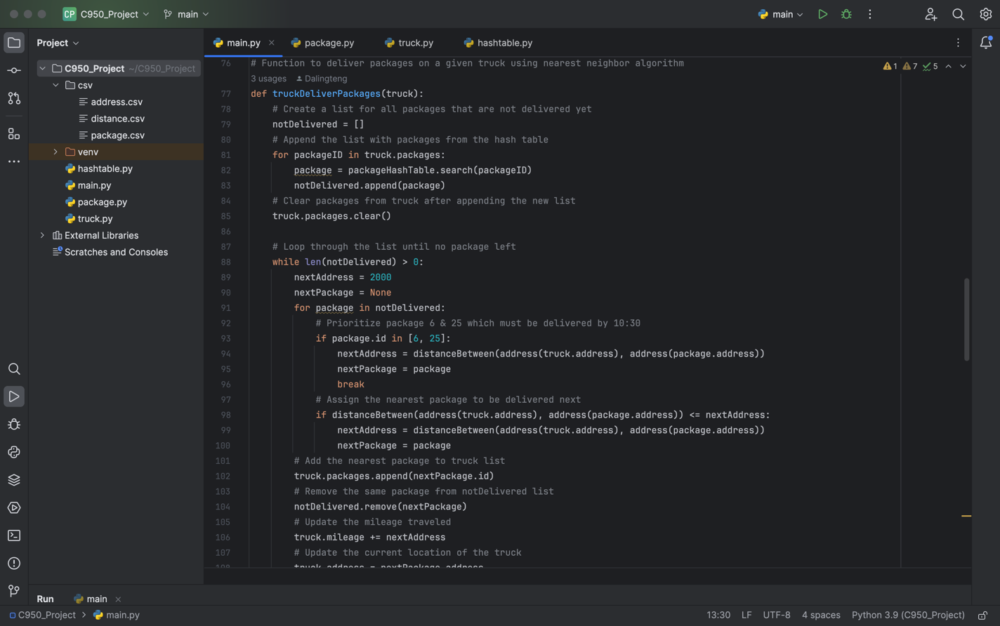 CP C950_Project main
main
Project
main.py package.py truck.py hashtable.py
C950_Project ~/C950_Project
csv
address.csv
distance.csv
package.csv
venv
hashtable.py
main.py
package.py
truck.py
External Libraries
Scratches and Consoles
1 7 5
76 # Function to deliver packages on a given truck using nearest neighbor algorithm
3 usages Dalingteng
77 def truckDeliverPackages(truck):
78 # Create a list for all packages that are not delivered yet
79 notDelivered = []
80 # Append the list with packages from the hash table
81 for packageID in truck.packages:
82 package = packageHashTable.search(packageID)
83 notDelivered.append(package)
84 # Clear packages from truck after appending the new list
85 truck.packages.clear()
86
87 # Loop through the list until no package left
88 while len(notDelivered) > 0:
89 nextAddress = 2000
90 nextPackage = None
91 for package in notDelivered:
92 # Prioritize package 6 & 25 which must be delivered by 10:30
93 if package.id in [6, 25]:
94 nextAddress = distanceBetween(address(truck.address), address(package.address))
95 nextPackage = package
96 break
97 # Assign the nearest package to be delivered next
98 if distanceBetween(address(truck.address), address(package.address)) <= nextAddress:
99 nextAddress = distanceBetween(address(truck.address), address(package.address))
100 nextPackage = package
101 # Add the nearest package to truck list
102 truck.packages.append(nextPackage.id)
103 # Remove the same package from notDelivered list
104 notDelivered.remove(nextPackage)
105 # Update the mileage traveled
106 truck.mileage += nextAddress
107 # Update the current location of the truck
108 truck.address = nextPackage.address
Run main
C950_Project main.py
13:30 LF UTF-8 4 spaces Python 3.9 (C950_Project)